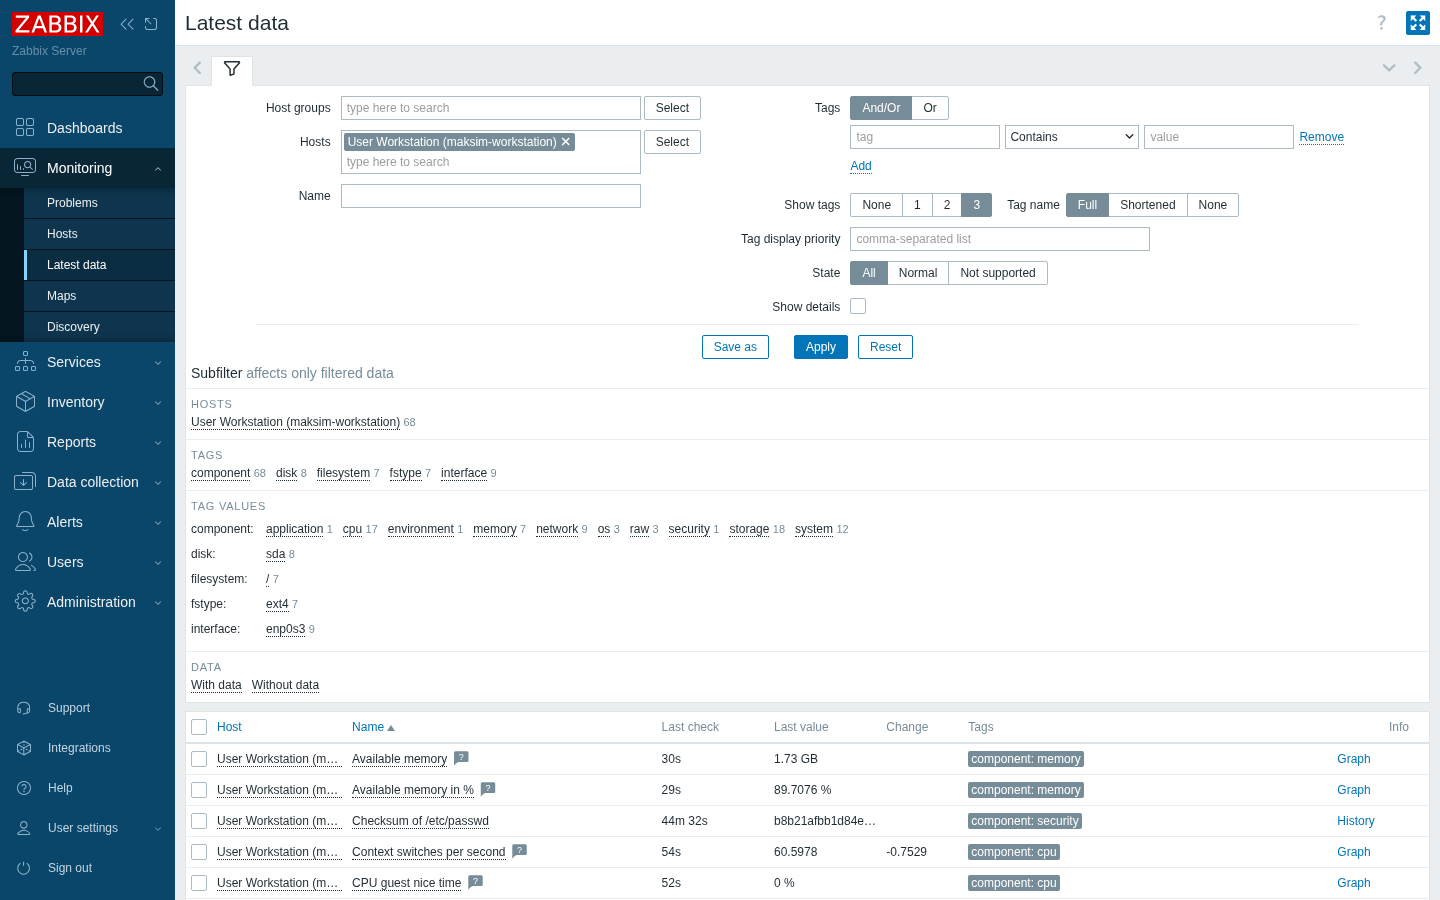 ZABBIX
Zabbix Server
Dashboards
Monitoring
Problems
Hosts
Latest data
Maps
Discovery
Services
Inventory
Reports
Data collection
Alerts
Users
Administration
Support
Integrations
Help
User settings
Sign out
Latest data
?
Host groups type here to search Select
Hosts User Workstation (maksim-workstation) Select
type here to search
Name
Tags And/Or Or
tag Contains value Remove
Add
Show tags None 1 2 3 Tag name Full Shortened None
Tag display priority comma-separated list
State All Normal Not supported
Show details
Save as Apply Reset
Subfilter affects only filtered data
HOSTS
User Workstation (maksim-workstation) 68
TAGS
component 68 disk 8 filesystem 7 fstype 7 interface 9
TAG VALUES
component: application 1 cpu 17 environment 1 memory 7 network 9 os 3 raw 3 security 1 storage 18 system 12
disk: sda 8
filesystem: / 7
fstype: ext4 7
interface: enp0s3 9
DATA
With data Without data
Host Name Last check Last value Change Tags Info
User Workstation (m... Available memory ? 30s 1.73 GB component: memory Graph
User Workstation (m... Available memory in % ? 29s 89.7076 % component: memory Graph
User Workstation (m... Checksum of /etc/passwd 44m 32s b8b21afbb1d84e... component: security History
User Workstation (m... Context switches per second ? 54s 60.5978 -0.7529 component: cpu Graph
User Workstation (m... CPU guest nice time ? 52s 0 % component: cpu Graph